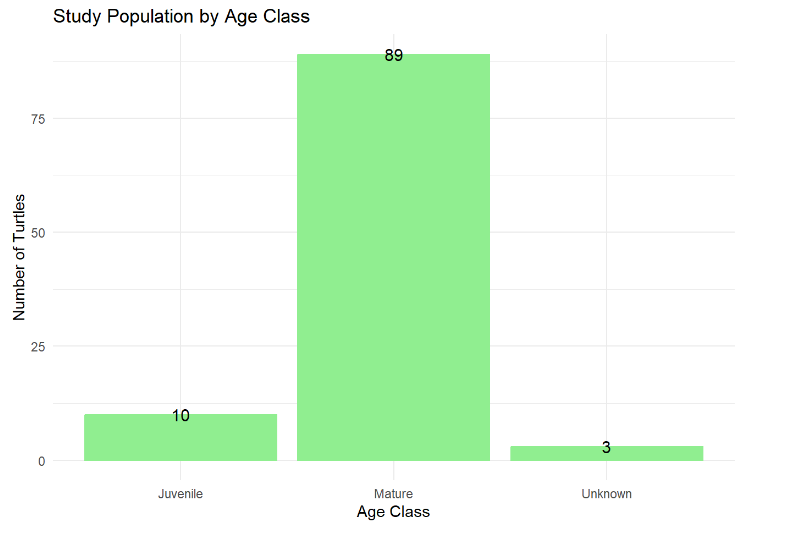 Study Population by Age Class
89
75
Number of Turtles
50
25
10
3
0
Juvenile Mature Unknown
Age Class